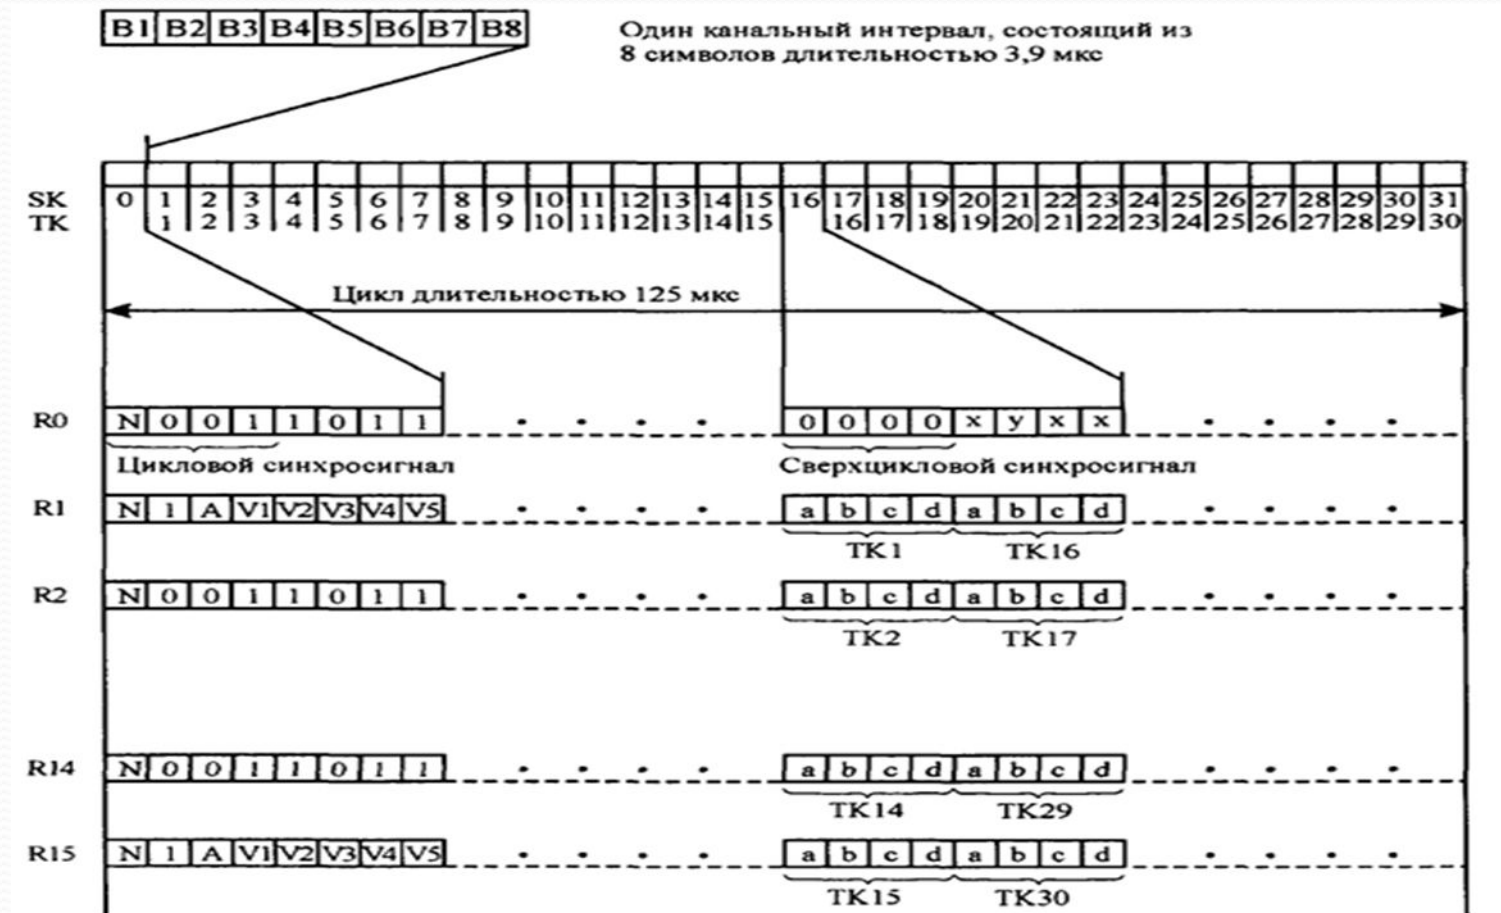 B1 B2 B3 B4 B5 B6 B7 B8
Один канальный интервал, состоящий из
8 символов длительностью 3,9 мкс
SK 0 1 2 3 4 5 6 7 8 9 10 11 12 13 14 15 16 17 18 19 20 21 22 23 24 25 26 27 28 29 30 31
TK 1 2 3 4 5 6 7 8 9 10 11 12 13 14 15 16 17 18 19 20 21 22 23 24 25 26 27 28 29 30
Цикл длительностью 125 мкс
R0 N 0 0 1 1 0 1 1 0 0 0 0 x y x x
Цикловой синхросигнал Сверхцикловой синхросигнал
R1 N 1 A V1 V2 V3 V4 V5 a b c d a b c d
TK1 TK16
R2 N 0 0 1 1 0 1 1 a b c d a b c d
TK2 TK17
R14 N 0 0 1 1 0 1 1 a b c d a b c d
TK14 TK29
R15 N 1 A V1 V2 V3 V4 V5 a b c d a b c d
TK15 TK30